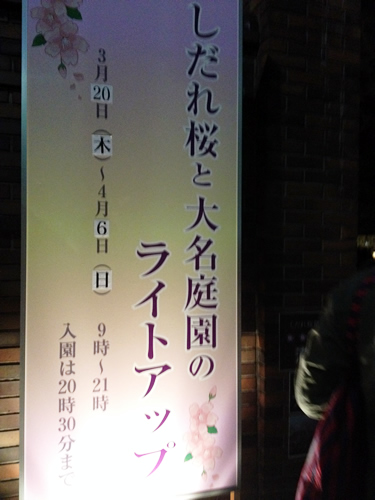 しだれ桜と大名庭園の
ライトアップ
3月20日（木）〜4月6日（日）
9時〜21時
入園は20時30分まで